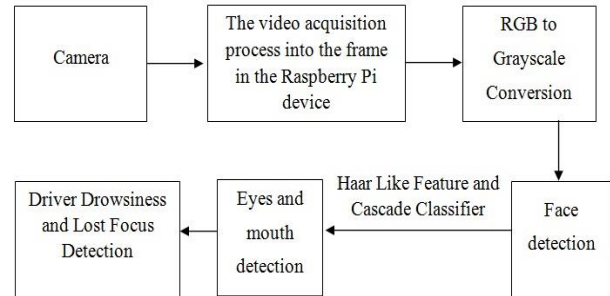 Camera
The video acquisition
process into the frame
in the Raspberry Pi
device
RGB to
Grayscale
Conversion
Face
detection
Haar Like Feature and
Cascade Classifier
Eyes and
mouth
detection
Driver Drowsiness
and Lost Focus
Detection